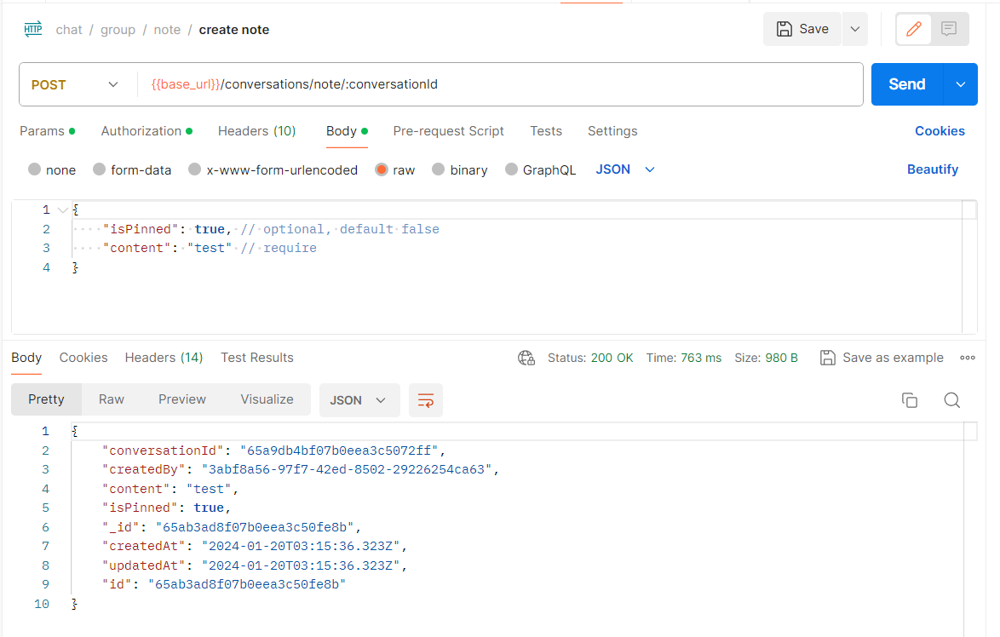 HTTP chat / group / note / create note Save
POST {{base_url}}/conversations/note/:conversationId Send
Params Authorization Headers (10) Body Pre-request Script Tests Settings Cookies
none form-data x-www-form-urlencoded raw binary GraphQL JSON Beautify
1 {
2 "isPinned": true, // optional, default false
3 "content": "test" // require
4 }
Body Cookies Headers (14) Test Results Status: 200 OK Time: 763 ms Size: 980 B Save as example
Pretty Raw Preview Visualize JSON
1 {
2 "conversationId": "65a9db4bf07b0eea3c5072ff",
3 "createdBy": "3abf8a56-97f7-42ed-8502-29226254ca63",
4 "content": "test",
5 "isPinned": true,
6 "_id": "65ab3ad8f07b0eea3c50fe8b",
7 "createdAt": "2024-01-20T03:15:36.323Z",
8 "updatedAt": "2024-01-20T03:15:36.323Z",
9 "id": "65ab3ad8f07b0eea3c50fe8b"
10 }